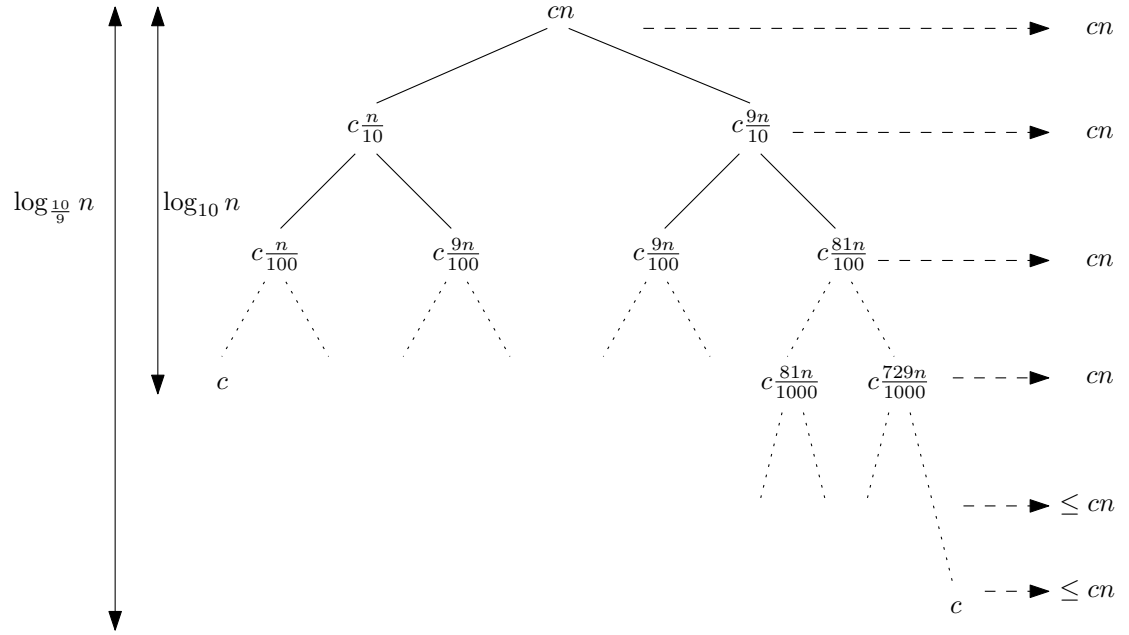 cn cn
c n/10 c 9n/10 cn
log_{10/9} n log_{10} n
c n/100 c 9n/100 c 9n/100 c 81n/100 cn
c c 81n/1000 c 729n/1000 cn
≤ cn
c ≤ cn